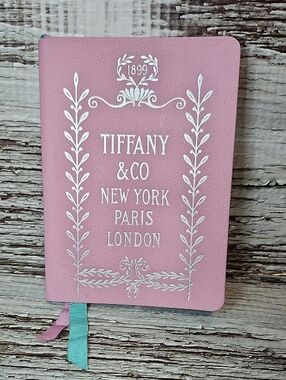 1899
TIFFANY
& CO
NEW YORK
PARIS
LONDON